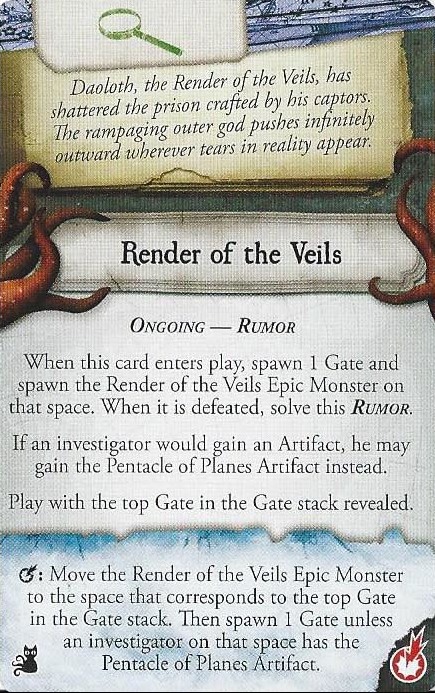 Daoloth, the Render of the Veils, has
shattered the prison crafted by his captors.
The rampaging outer god pushes infinitely
outward wherever tears in reality appear.
Render of the Veils
ONGOING — RUMOR
When this card enters play, spawn 1 Gate and
spawn the Render of the Veils Epic Monster on
that space. When it is defeated, solve this RUMOR.
If an investigator would gain an Artifact, he may
gain the Pentacle of Planes Artifact instead.
Play with the top Gate in the Gate stack revealed.
: Move the Render of the Veils Epic Monster
to the space that corresponds to the top Gate
in the Gate stack. Then spawn 1 Gate unless
an investigator on that space has the
Pentacle of Planes Artifact.